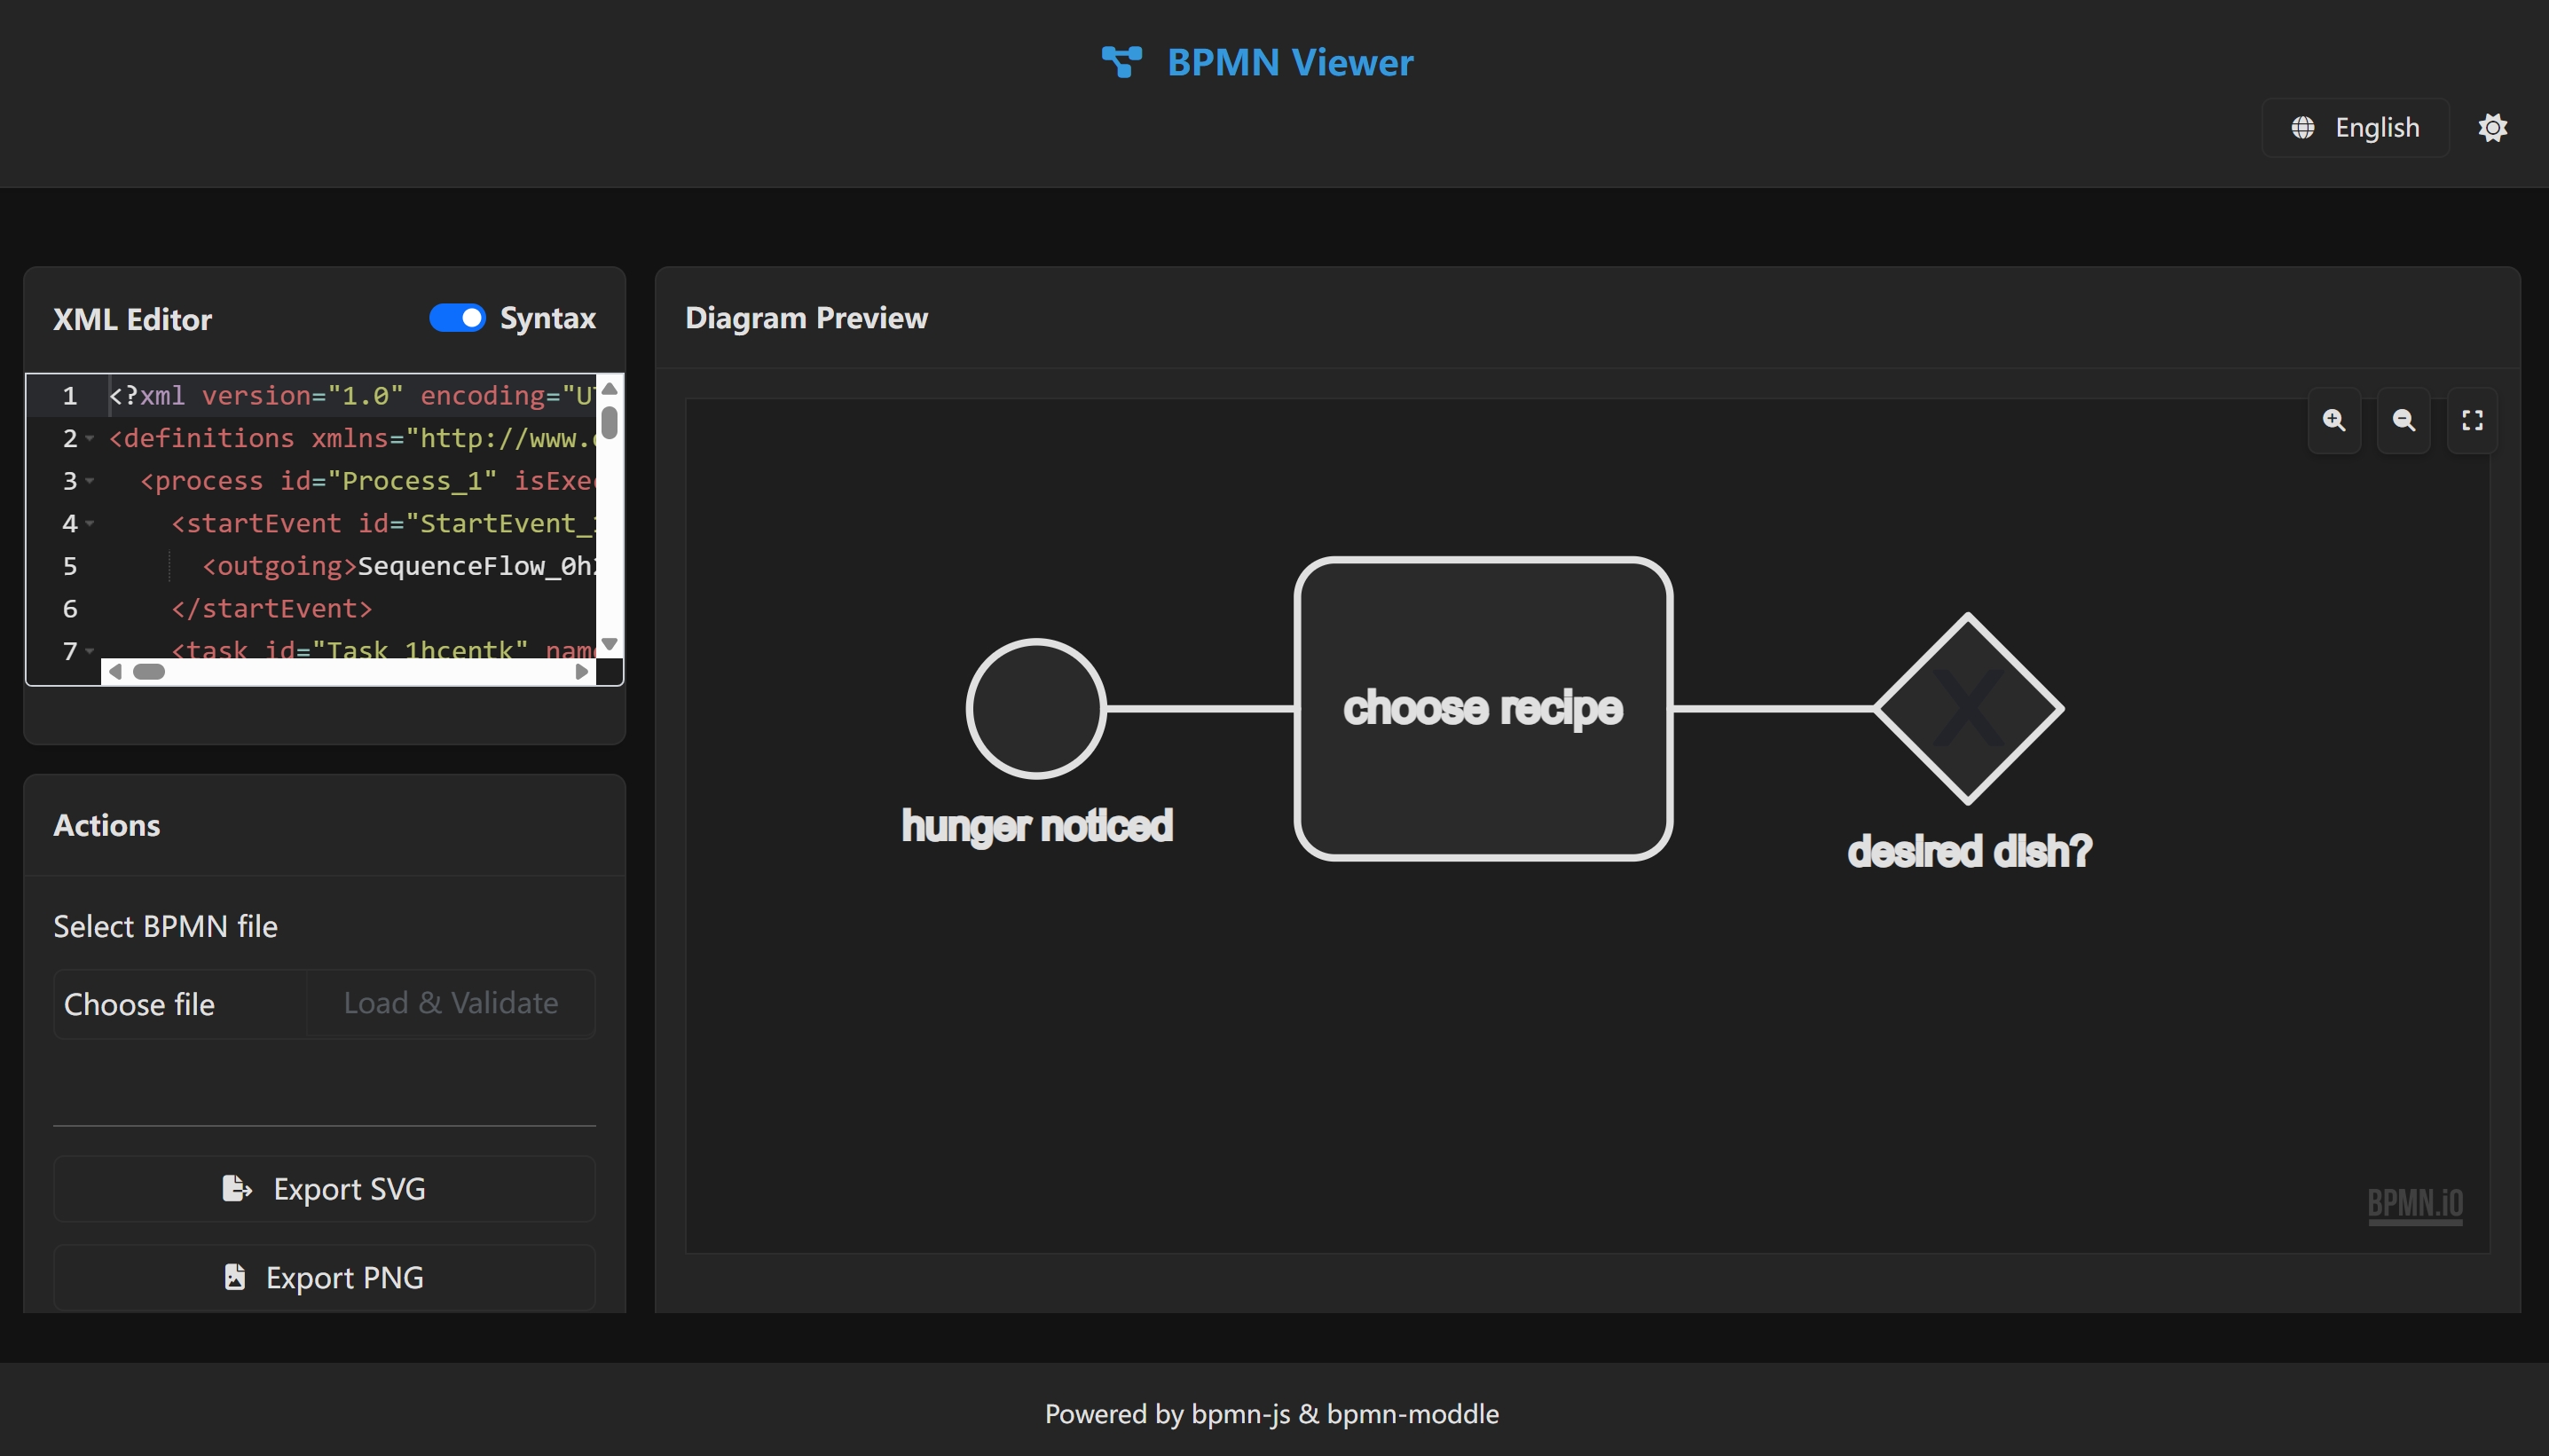 BPMN Viewer
English
XML Editor
Syntax
1 <?xml version="1.0" encoding="UT
2 <definitions xmlns="http://www.
3 <process id="Process_1" isExe
4 <startEvent id="StartEvent_
5 <outgoing>SequenceFlow_0h
6 </startEvent>
7 <task id="Task_1hcentk" nam
Actions
Select BPMN file
Choose file
Load & Validate
Export SVG
Export PNG
Diagram Preview
hunger noticed
choose recipe
X
desired dish?
BPMN.iO
Powered by bpmn-js & bpmn-moddle